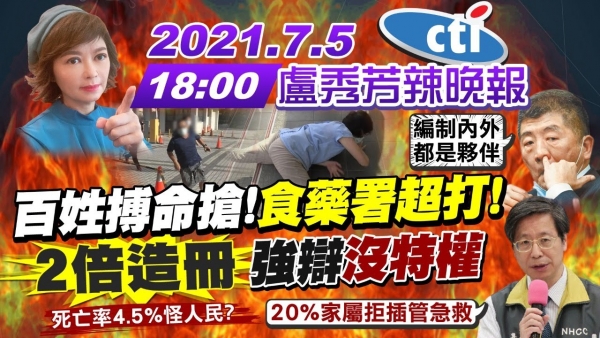 2021.7.5
cti
18:00 盧秀芳辣晚報
編制內外
都是夥伴
百姓搏命搶!食藥署超打!
2倍造冊 強辯沒特權
死亡率4.5%怪人民?
20%家屬拒插管急救
NHCC